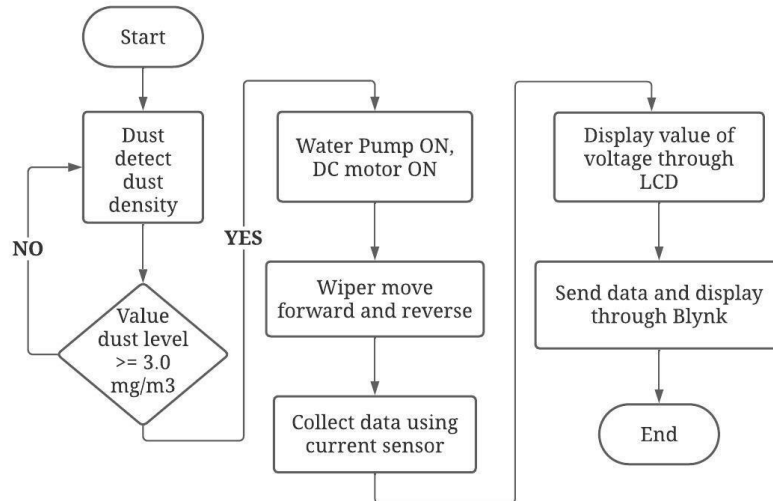 Start
Dust
detect
dust
density
NO
Value
dust level
>= 3.0
mg/m3
YES
Water Pump ON,
DC motor ON
Wiper move
forward and reverse
Collect data using
current sensor
Display value of
voltage through
LCD
Send data and display
through Blynk
End